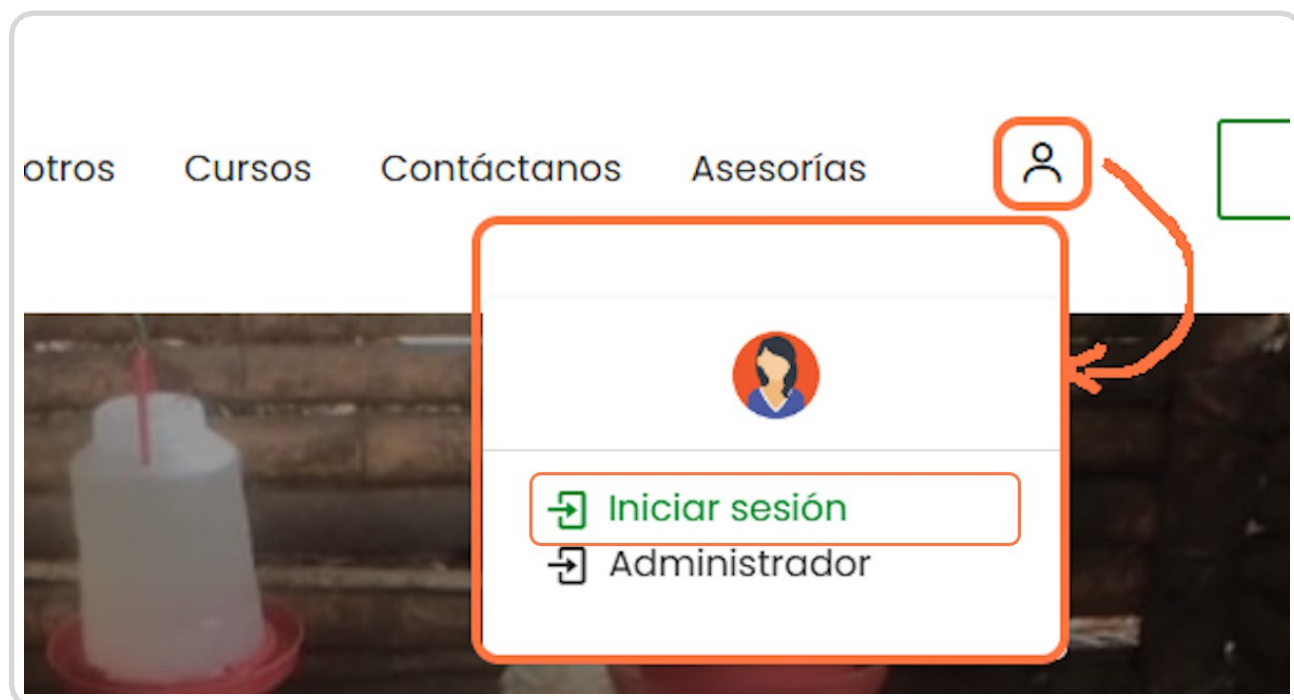 otros Cursos Contáctanos Asesorías
Iniciar sesión
Administrador